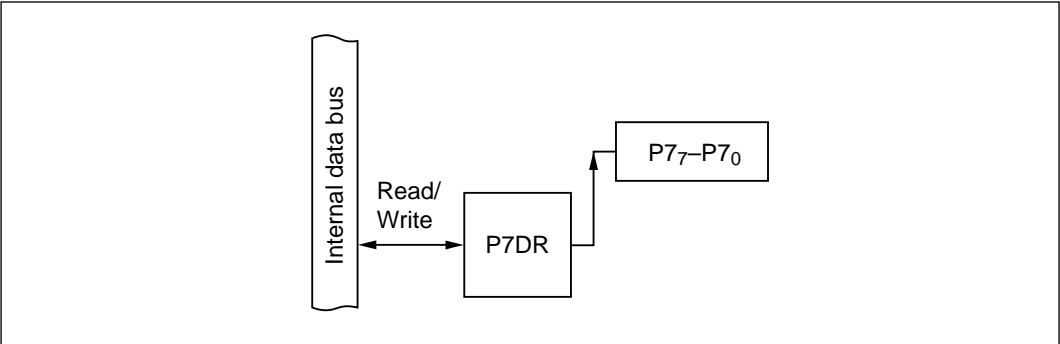 Internal data bus
Read/
Write
P7DR
P7₇–P7₀